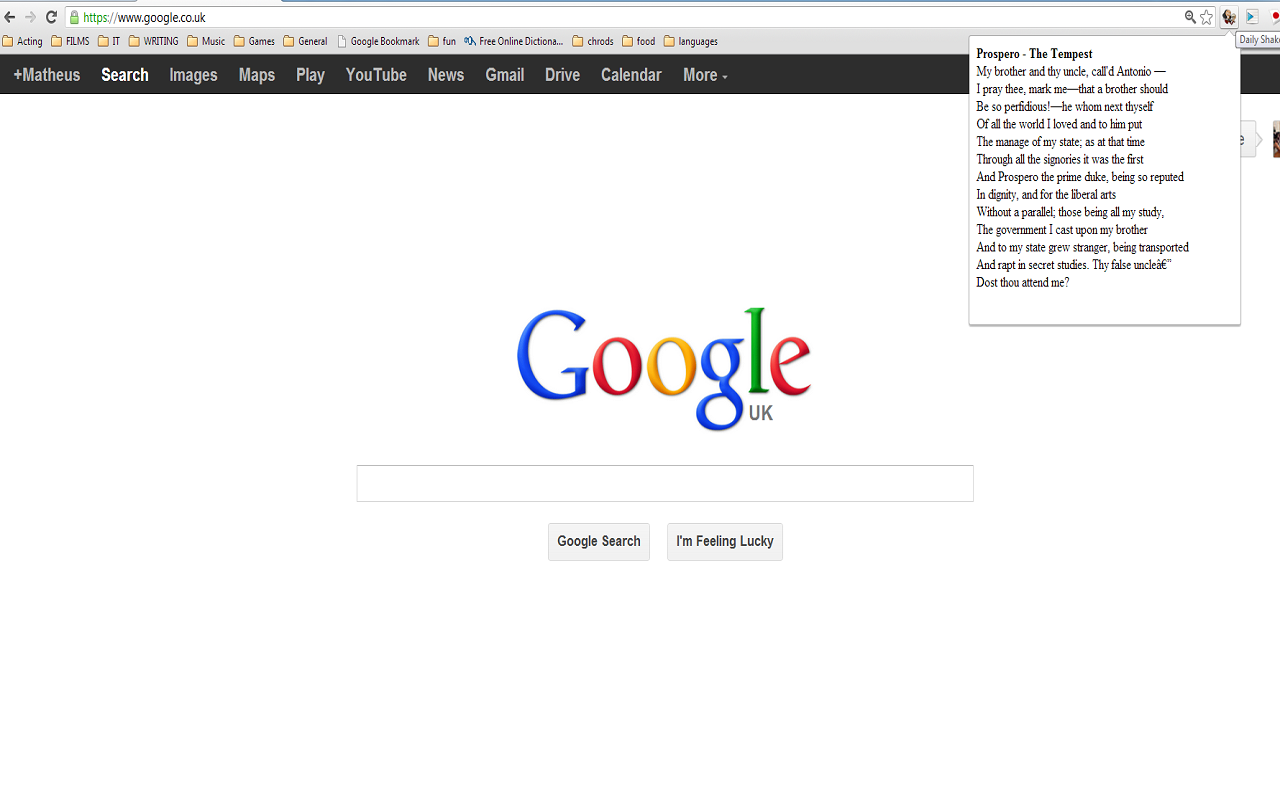 https://www.google.co.uk
Acting FILMS IT WRITING Music Games General Google Bookmark fun Free Online Dictiona... chrods food languages
Daily Shake
+Matheus Search Images Maps Play YouTube News Gmail Drive Calendar More
Prospero - The Tempest
My brother and thy uncle, call'd Antonio —
I pray thee, mark me—that a brother should
Be so perfidious!—he whom next thyself
Of all the world I loved and to him put
The manage of my state; as at that time
Through all the signories it was the first
And Prospero the prime duke, being so reputed
In dignity, and for the liberal arts
Without a parallel; those being all my study,
The government I cast upon my brother
And to my state grew stranger, being transported
And rapt in secret studies. Thy false uncleâ€”
Dost thou attend me?
Google
UK
Google Search I'm Feeling Lucky